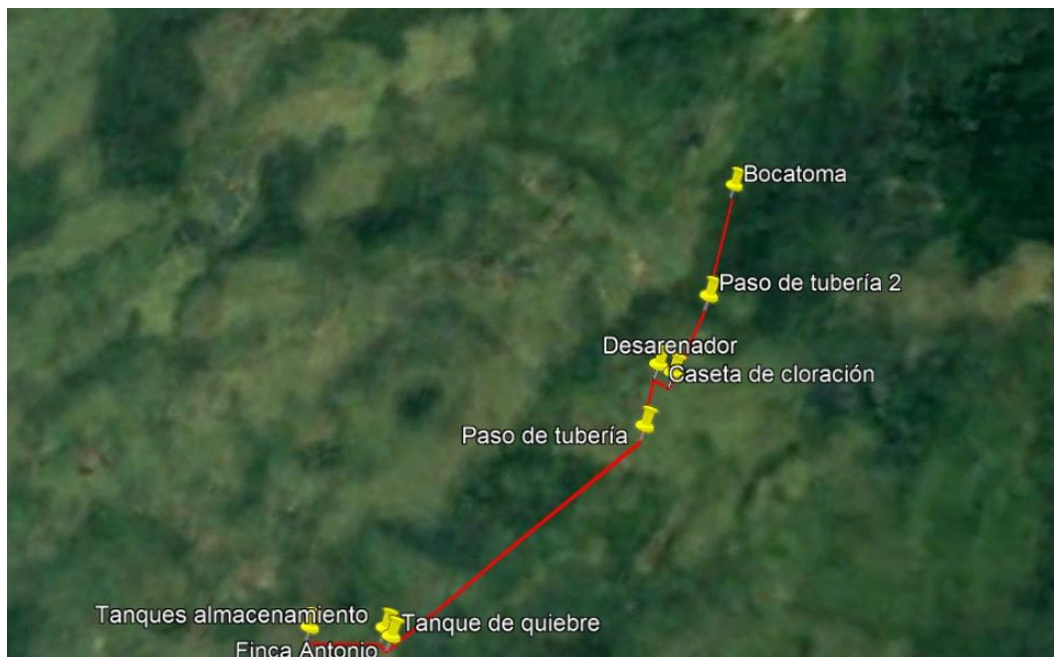 Bocatoma
Paso de tubería 2
Desarenador
Caseta de cloración
Paso de tubería
Tanques almacenamiento
Tanque de quiebre
Finca Antonio